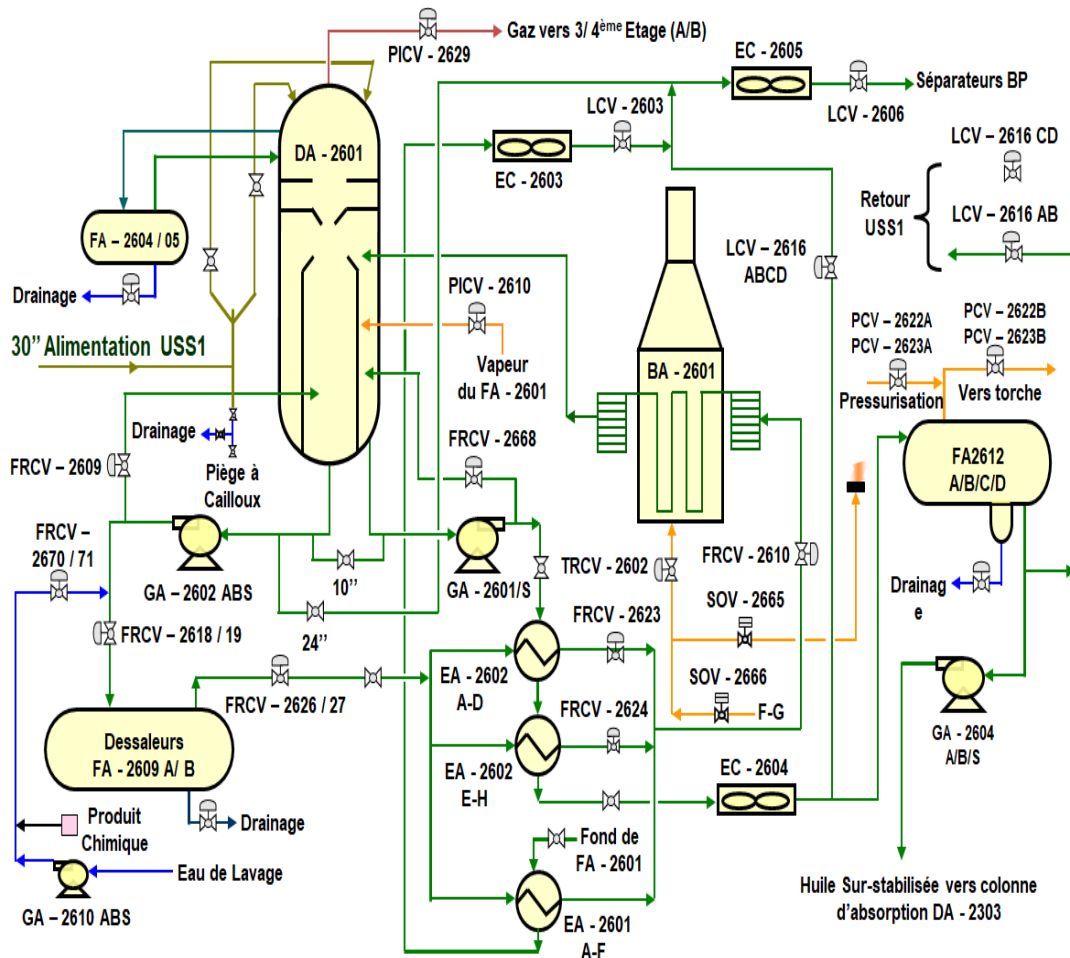 Gaz vers 3/ 4ème Etage (A/B)
PICV - 2629
EC - 2605
Séparateurs BP
LCV - 2606
LCV - 2603
DA - 2601
EC - 2603
LCV – 2616 CD
Retour
USS1
LCV – 2616 AB
FA – 2604 / 05
LCV – 2616
ABCD
Drainage
PICV - 2610
PCV – 2622A
PCV – 2623A
PCV – 2622B
PCV – 2623B
30’’ Alimentation USS1
Vapeur
du FA - 2601
BA - 2601
Pressurisation
Vers torche
Drainage
FRCV - 2668
FRCV – 2609
Piège à
Cailloux
FA2612
A/B/C/D
FRCV –
2670 / 71
10’’
TRCV - 2602
FRCV - 2610
Drainag
e
GA – 2602 ABS
GA – 2601/S
SOV - 2665
FRCV - 2623
FRCV – 2618 / 19
24’’
EA – 2602
A-D
SOV - 2666
F-G
FRCV – 2626 / 27
FRCV - 2624
GA - 2604
A/B/S
Dessaleurs
FA - 2609 A/ B
EA - 2602
E-H
EC - 2604
Produit
Chimique
Drainage
Fond de
FA - 2601
Eau de Lavage
GA – 2610 ABS
EA - 2601
A-F
Huile Sur-stabilisée vers colonne
d’absorption DA - 2303